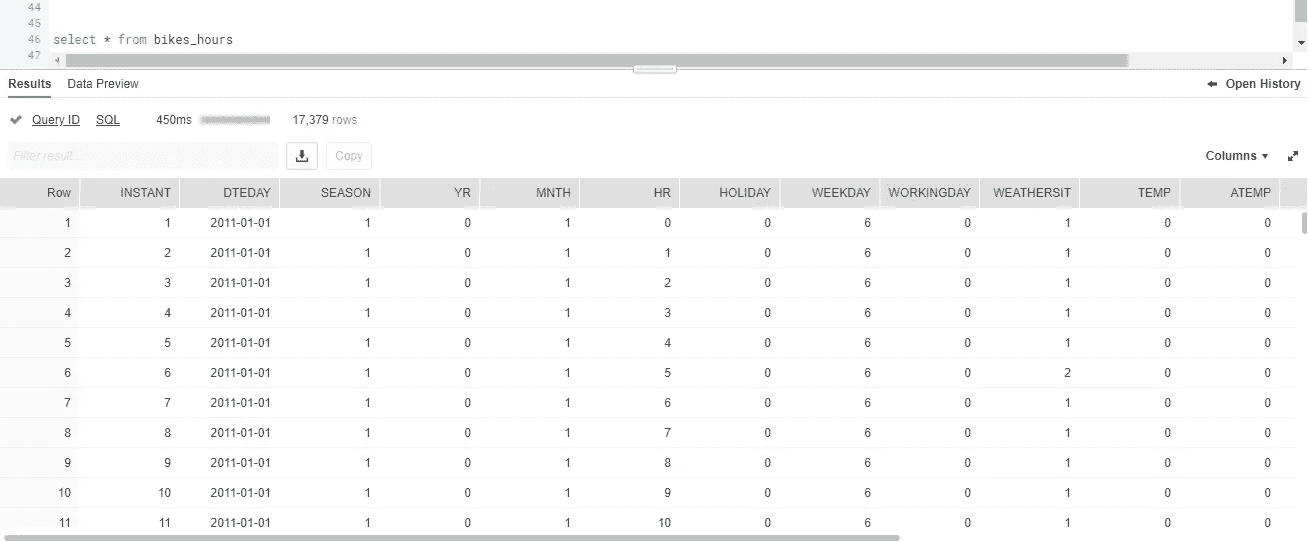 44
45
46 select * from bikes_hours
47
Results Data Preview Open History
Query ID SQL 450ms 17,379 rows
Filter result... Copy Columns
Row INSTANT DTEDAY SEASON YR MNTH HR HOLIDAY WEEKDAY WORKINGDAY WEATHERSIT TEMP ATEMP
1 1 2011-01-01 1 0 1 0 0 6 0 1 0 0
2 2 2011-01-01 1 0 1 1 0 6 0 1 0 0
3 3 2011-01-01 1 0 1 2 0 6 0 1 0 0
4 4 2011-01-01 1 0 1 3 0 6 0 1 0 0
5 5 2011-01-01 1 0 1 4 0 6 0 1 0 0
6 6 2011-01-01 1 0 1 5 0 6 0 2 0 0
7 7 2011-01-01 1 0 1 6 0 6 0 1 0 0
8 8 2011-01-01 1 0 1 7 0 6 0 1 0 0
9 9 2011-01-01 1 0 1 8 0 6 0 1 0 0
10 10 2011-01-01 1 0 1 9 0 6 0 1 0 0
11 11 2011-01-01 1 0 1 10 0 6 0 1 0 0